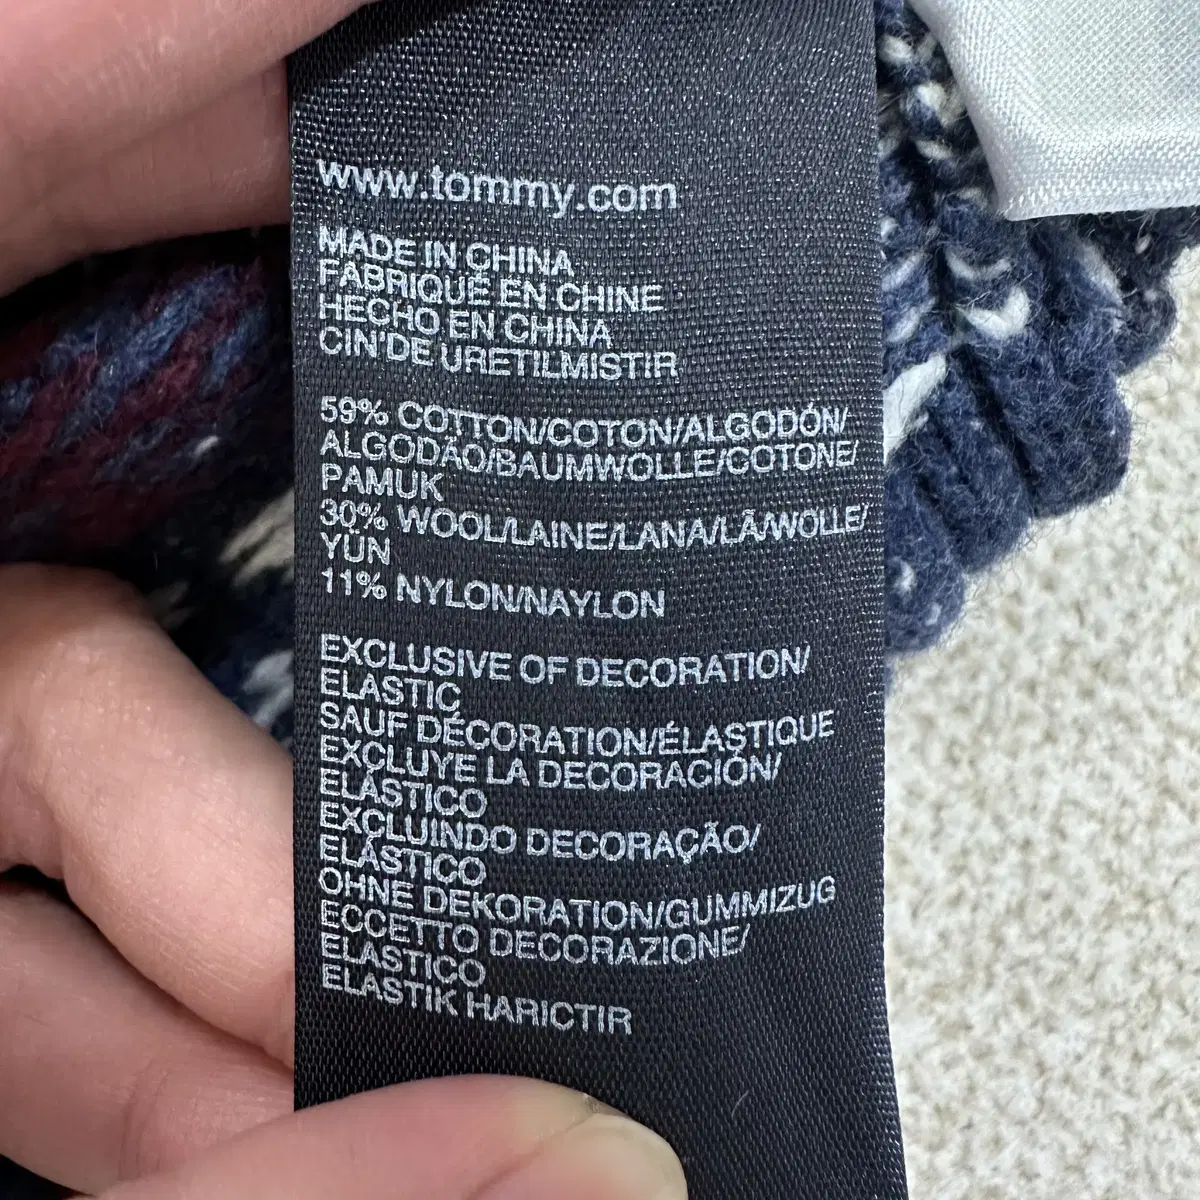 www.tommy.com
MADE IN CHINA
FABRIQUÉ EN CHINE
HECHO EN CHINA
CIN'DE URETILMISTIR
59% COTTON/COTON/ALGODÓN/
ALGODÃO/BAUMWOLLE/COTONE/
PAMUK
30% WOOL/LAINE/LANA/LÃ/WOLLE/
YÜN
11% NYLON/NAYLON
EXCLUSIVE OF DECORATION/
ELASTIC
SAUF DÉCORATION/ÉLASTIQUE
EXCLUYE LA DECORACIÓN/
ELÁSTICO
EXCLUINDO DECORAÇÃO/
ELÁSTICO
OHNE DEKORATION/GUMMIZUG
ECCETTO DECORAZIONE/
ELASTICO
ELASTIK HARICTIR